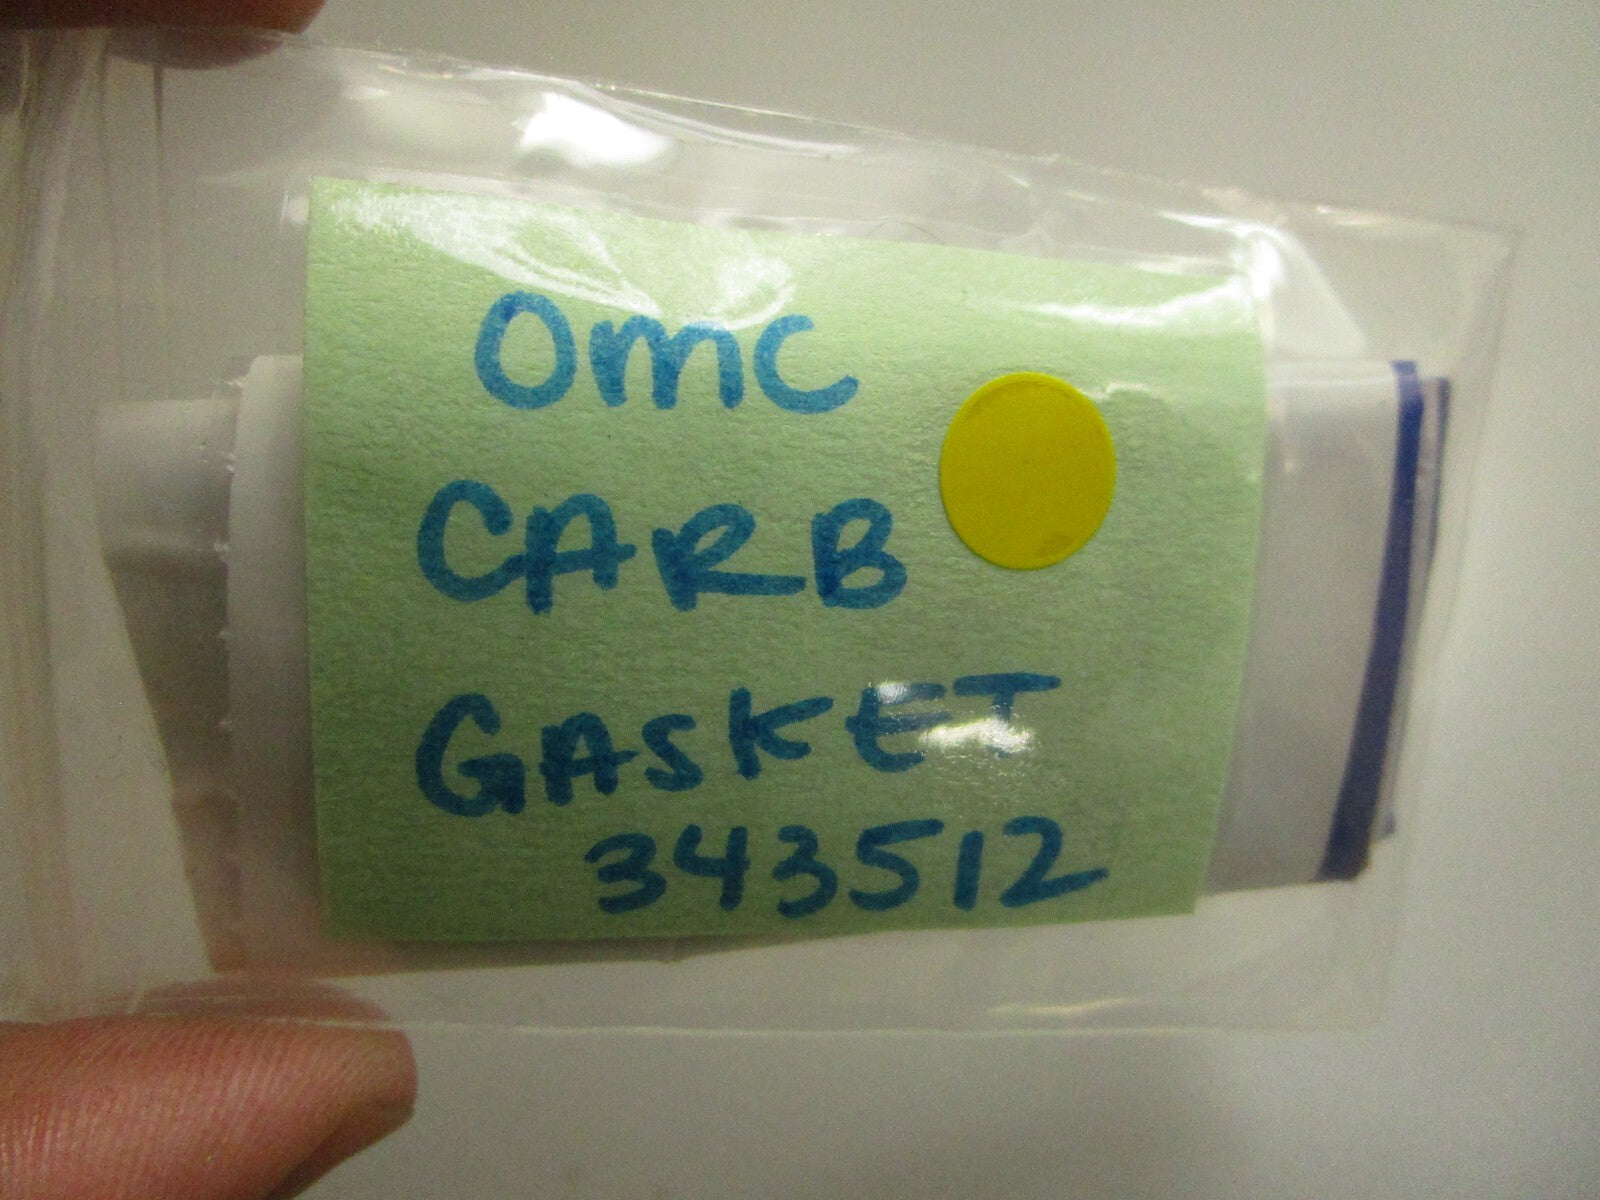 OMC
CARB
GASKET
343512